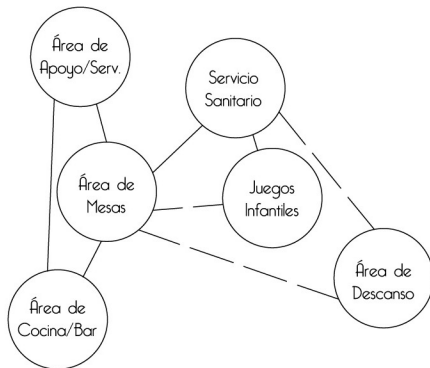 Área de
Apoyo/Serv.
Servicio
Sanitario
Área de
Mesas
Juegos
Infantiles
Área de
Descanso
Área de
Cocina/Bar